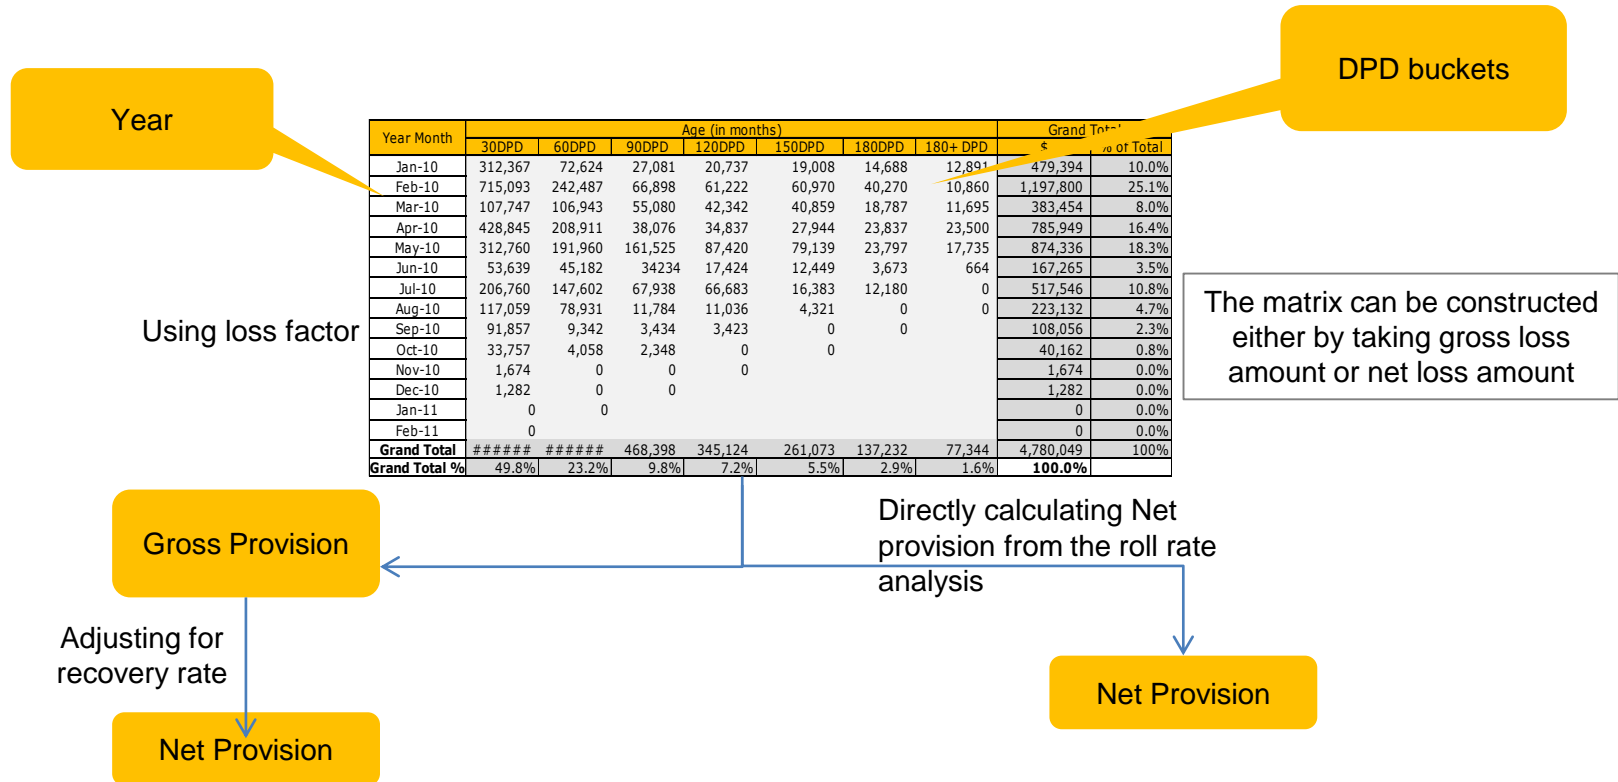 DPD buckets
Year
Year Month Age (in months) Grand Total
30DPD 60DPD 90DPD 120DPD 150DPD 180DPD 180+ DPD $ % of Total
Jan-10 312,367 72,624 27,081 20,737 19,008 14,688 12,891 479,394 10.0%
Feb-10 715,093 242,487 66,898 61,222 60,970 40,270 10,860 1,197,800 25.1%
Mar-10 107,747 106,943 55,080 42,342 40,859 18,787 11,695 383,454 8.0%
Apr-10 428,845 208,911 38,076 34,837 27,944 23,837 23,500 785,949 16.4%
May-10 312,760 191,960 161,525 87,420 79,139 23,797 17,735 874,336 18.3%
Jun-10 53,639 45,182 34234 17,424 12,449 3,673 664 167,265 3.5%
Jul-10 206,760 147,602 67,938 66,683 16,383 12,180 0 517,546 10.8%
Aug-10 117,059 78,931 11,784 11,036 4,321 0 0 223,132 4.7%
Sep-10 91,857 9,342 3,434 3,423 0 0 108,056 2.3%
Oct-10 33,757 4,058 2,348 0 0 40,162 0.8%
Nov-10 1,674 0 0 0 1,674 0.0%
Dec-10 1,282 0 0 1,282 0.0%
Jan-11 0 0 0 0.0%
Feb-11 0 0 0.0%
Grand Total ###### ###### 468,398 345,124 261,073 137,232 77,344 4,780,049 100%
Grand Total % 49.8% 23.2% 9.8% 7.2% 5.5% 2.9% 1.6% 100.0%
Using loss factor
The matrix can be constructed
either by taking gross loss
amount or net loss amount
Gross Provision
Directly calculating Net
provision from the roll rate
analysis
Adjusting for
recovery rate
Net Provision
Net Provision